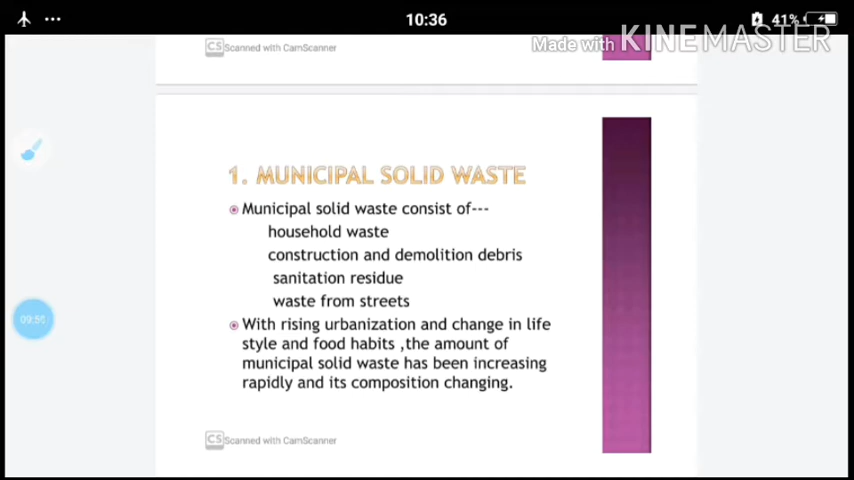 10:36
41%
Made with KINEMASTER
CS Scanned with CamScanner
1. MUNICIPAL SOLID WASTE
Municipal solid waste consist of---
household waste
construction and demolition debris
sanitation residue
waste from streets
With rising urbanization and change in life
style and food habits ,the amount of
municipal solid waste has been increasing
rapidly and its composition changing.
CS Scanned with CamScanner